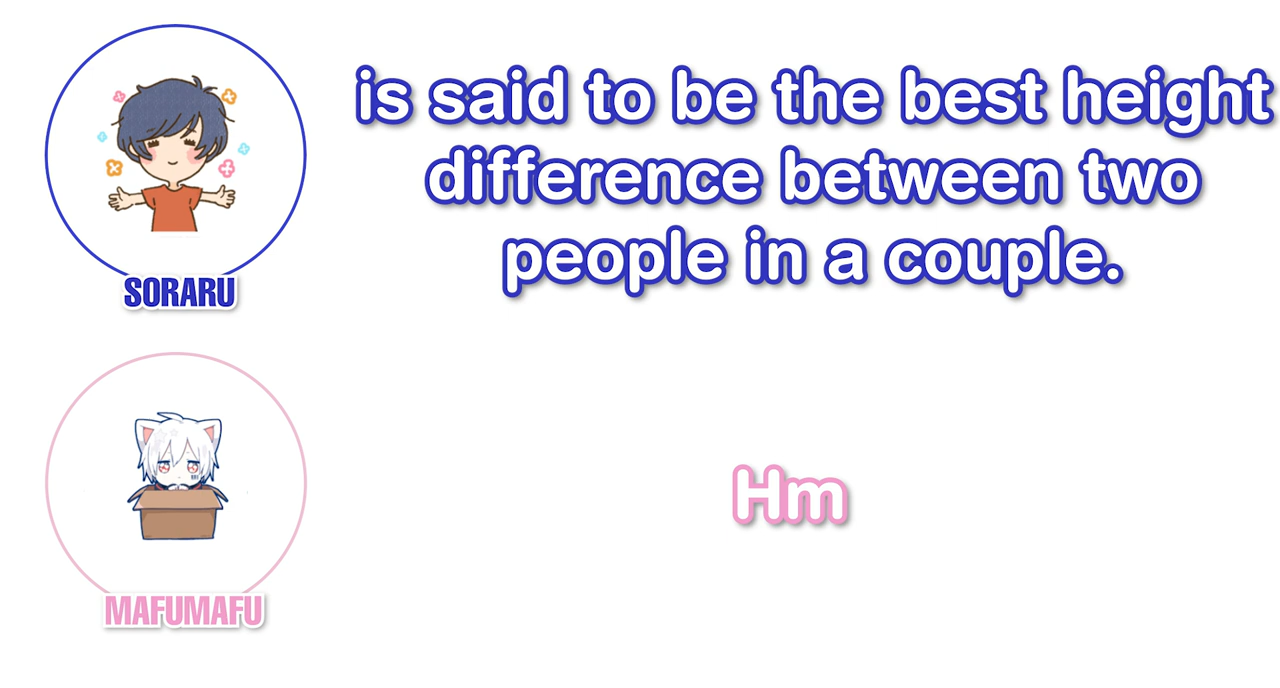 is said to be the best height
difference between two
people in a couple.
SORARU
Hm
MAFUMAFU